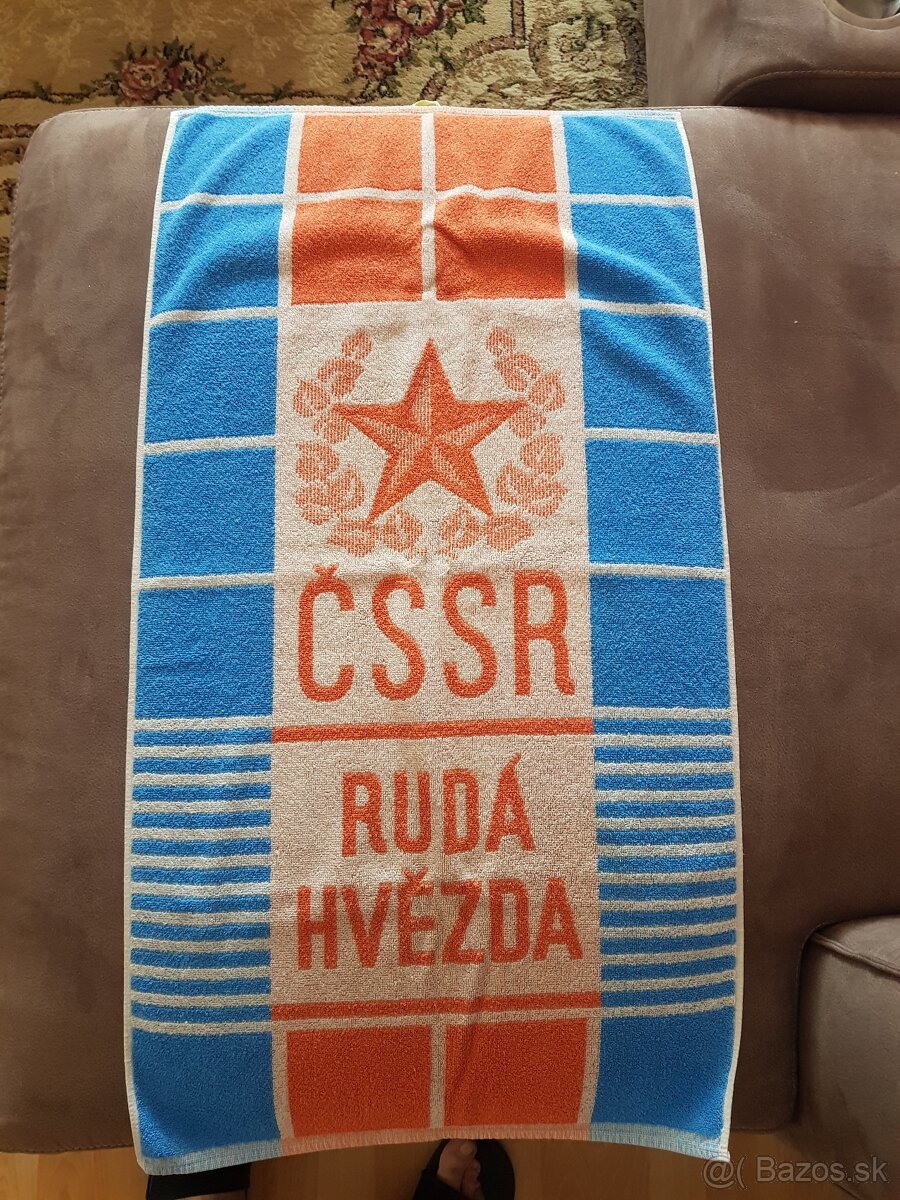 ČSSR
RUDÁ
HVĚZDA
@( Bazos.sk